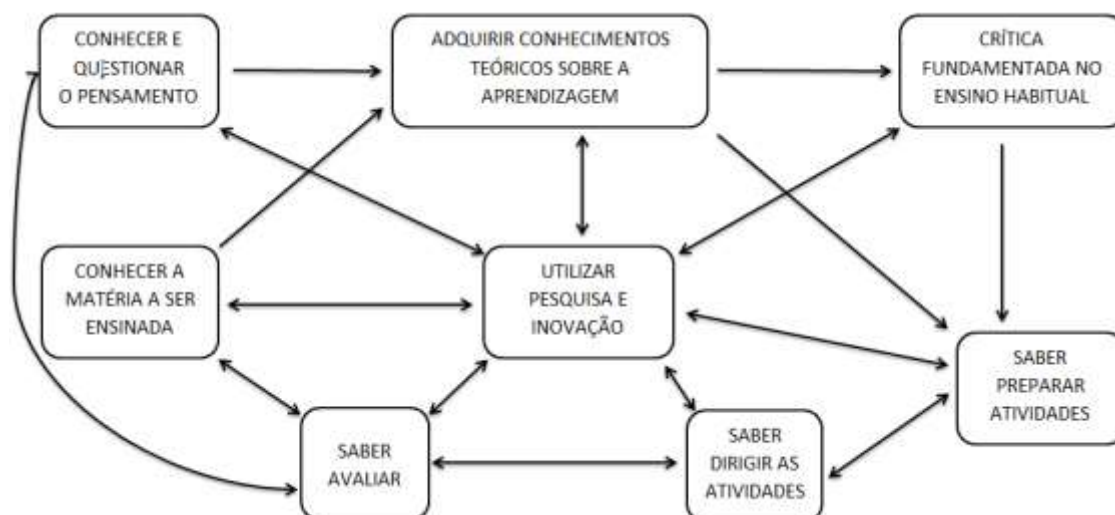 CONHECER E
QUESTIONAR
O PENSAMENTO
ADQUIRIR CONHECIMENTOS
TEÓRICOS SOBRE A
APRENDIZAGEM
CRÍTICA
FUNDAMENTADA NO
ENSINO HABITUAL
CONHECER A
MATÉRIA A SER
ENSINADA
UTILIZAR
PESQUISA E
INOVAÇÃO
SABER
PREPARAR
ATIVIDADES
SABER
AVALIAR
SABER
DIRIGIR AS
ATIVIDADES